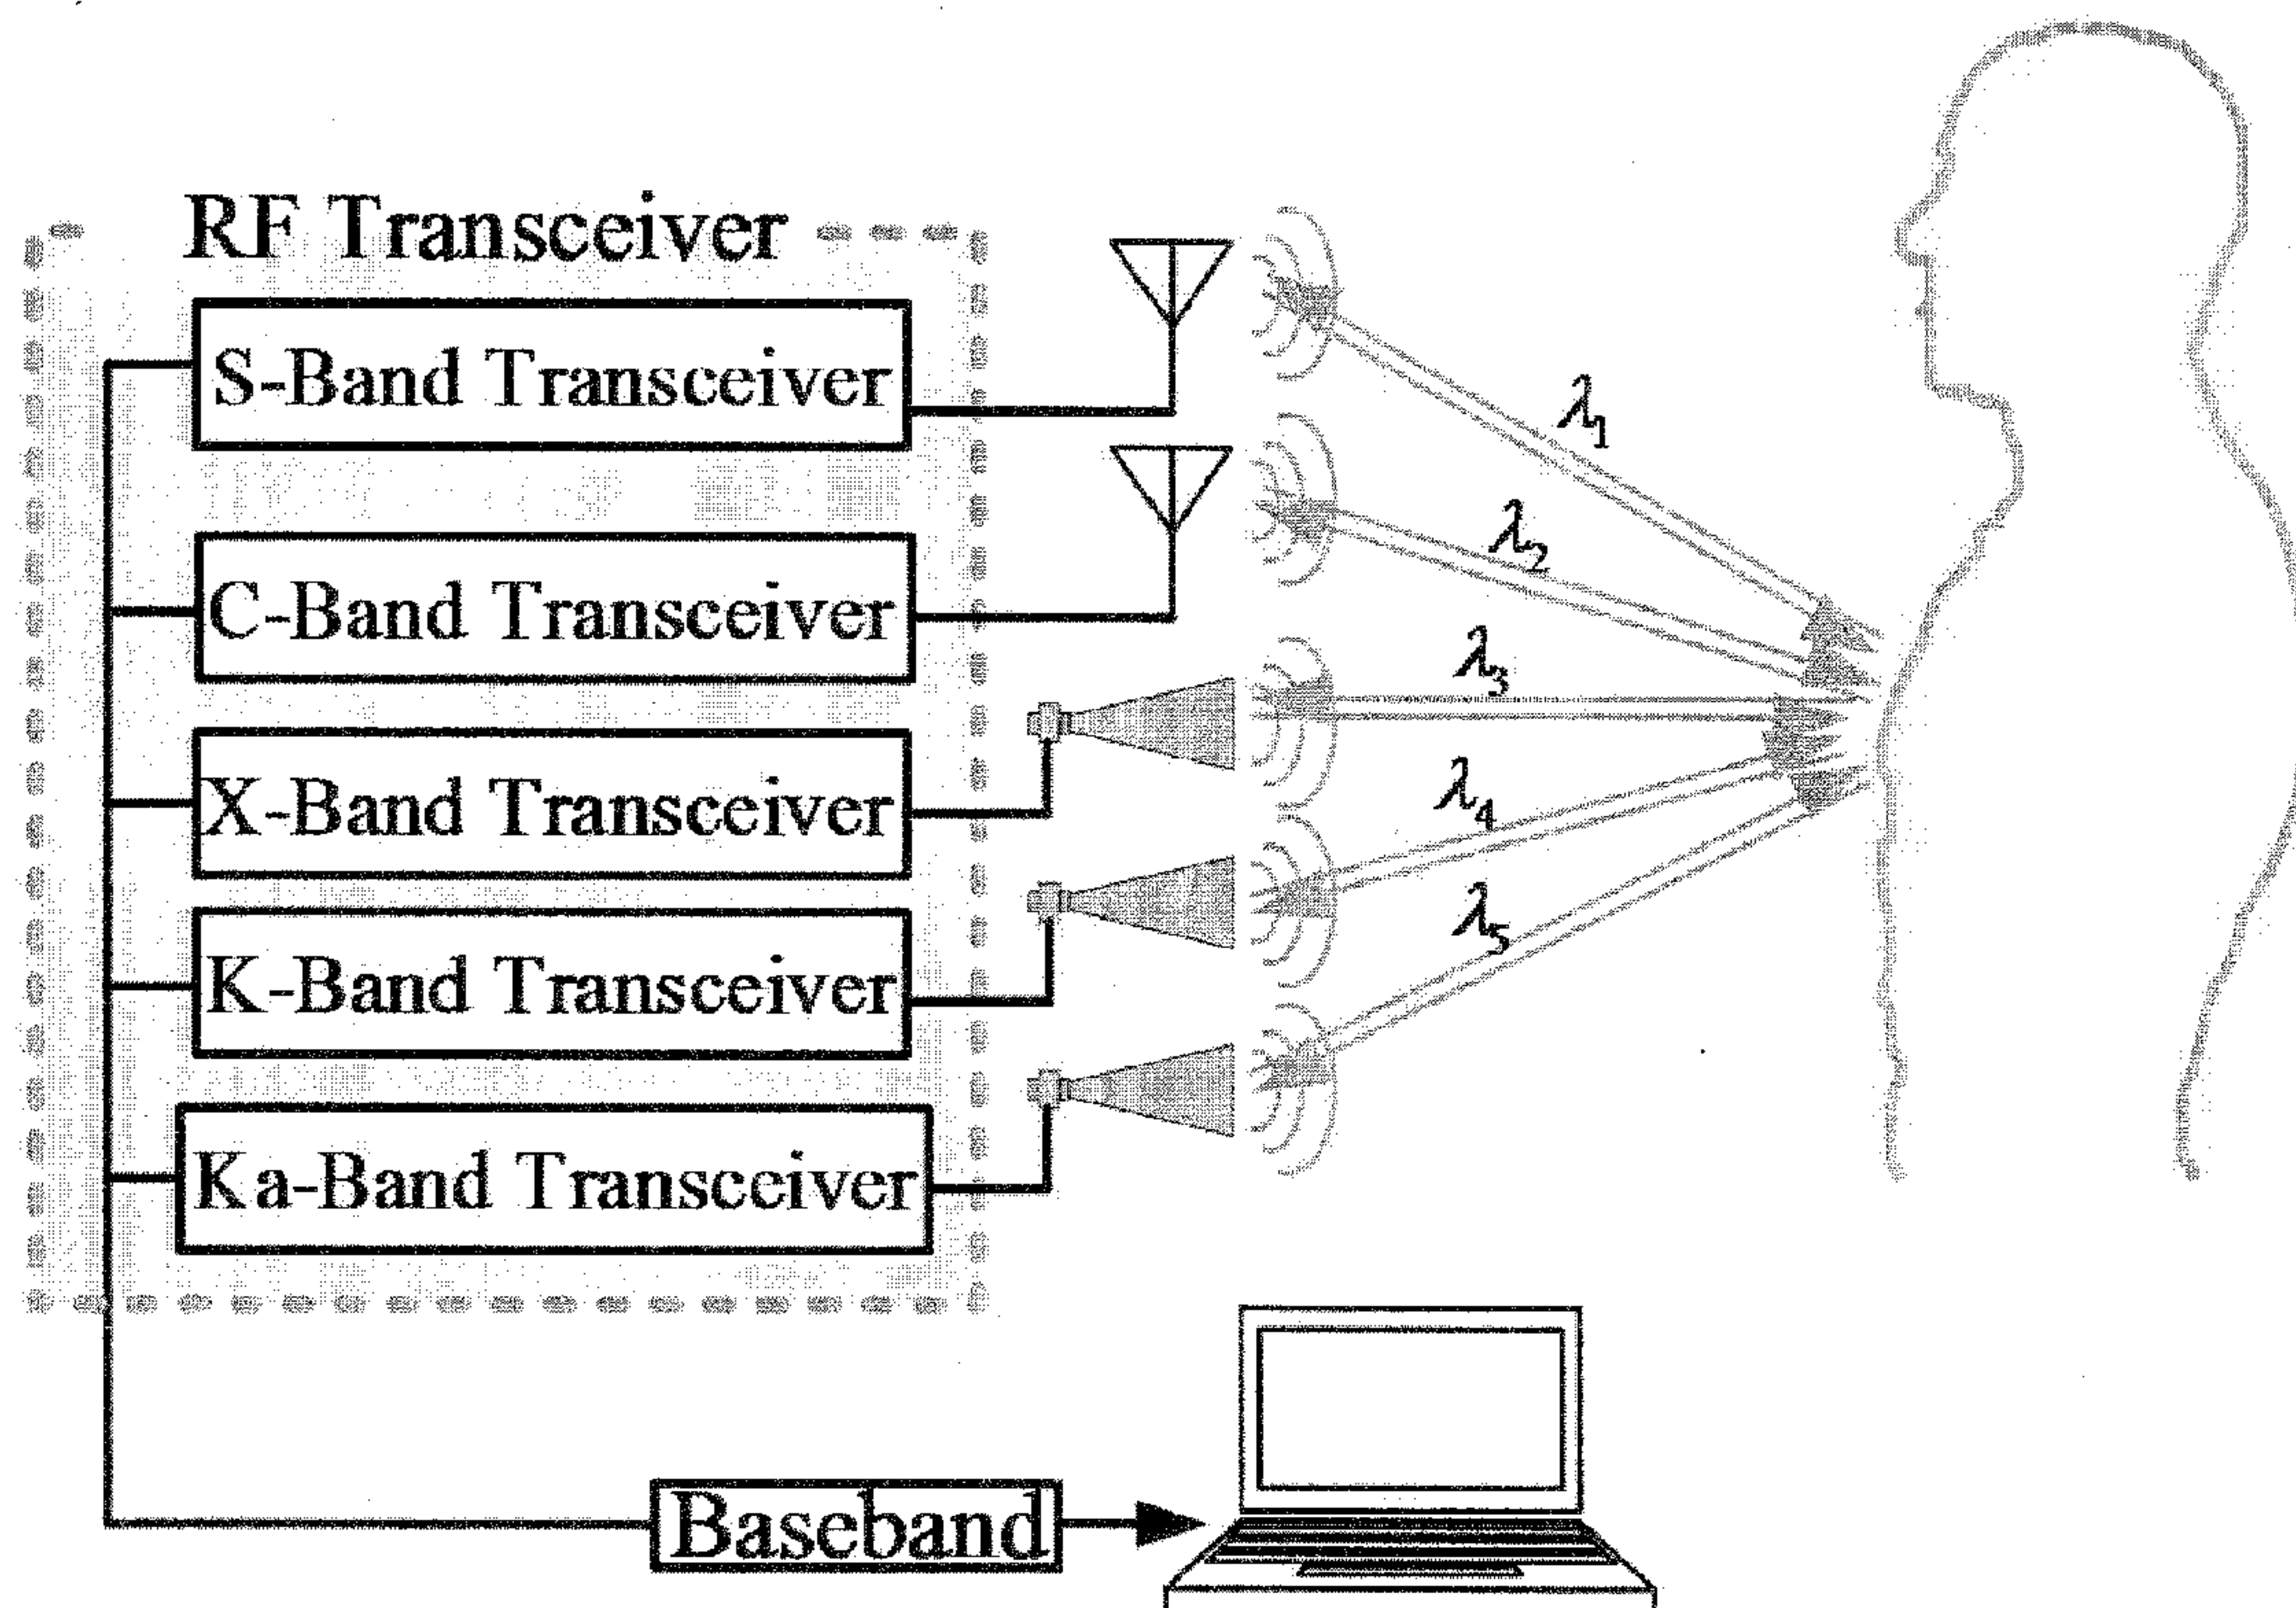 RF Transceiver
S-Band Transceiver
λ1
C-Band Transceiver
λ2
λ3
X-Band Transceiver
λ4
K-Band Transceiver
λ5
Ka-Band Transceiver
Baseband